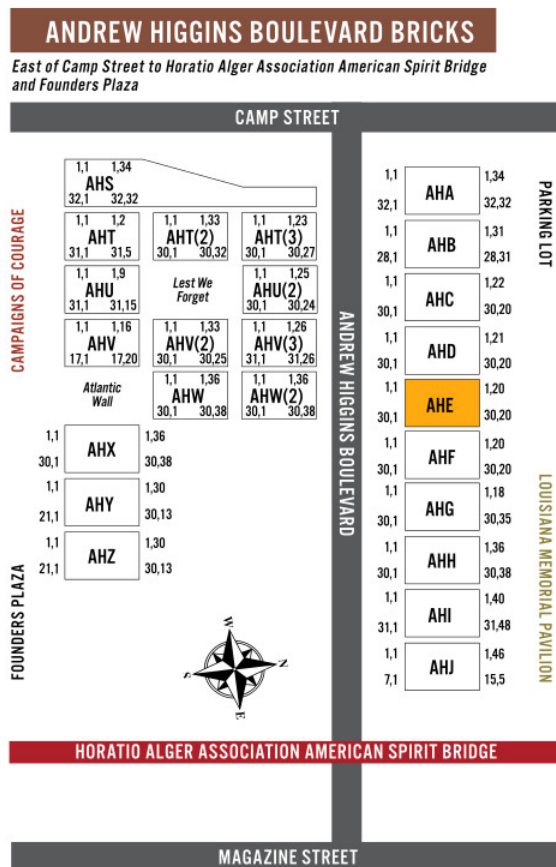 ANDREW HIGGINS BOULEVARD BRICKS
East of Camp Street to Horatio Alger Association American Spirit Bridge
and Founders Plaza
CAMP STREET
CAMPAIGNS OF COURAGE
FOUNDERS PLAZA
1,1 1,34
AHS
32,1 32,32
1,1 1,2
AHT
31,1 31,5
1,1 1,33
AHT(2)
30,1 30,32
1,1 1,23
AHT(3)
30,1 30,27
1,1 1,9
AHU
31,1 31,15
Lest We
Forget
1,1 1,25
AHU(2)
30,1 30,24
1,1 1,16
AHV
17,1 17,20
1,1 1,33
AHV(2)
30,1 30,25
1,1 1,26
AHV(3)
31,1 31,26
Atlantic
Wall
1,1 1,36
AHW
30,1 30,38
1,1 1,36
AHW(2)
30,1 30,38
1,1 1,36
AHX
30,1 30,38
1,1 1,30
AHY
21,1 30,13
1,1 1,30
AHZ
21,1 30,13
W
N
S
E
ANDREW HIGGINS BOULEVARD
1,1 1,34
AHA
32,1 32,32
1,1 1,31
AHB
28,1 28,31
1,1 1,22
AHC
30,1 30,20
1,1 1,21
AHD
30,1 30,20
1,1 1,20
AHE
30,1 30,20
1,1 1,20
AHF
30,1 30,20
1,1 1,18
AHG
30,1 30,35
1,1 1,36
AHH
30,1 30,38
1,1 1,40
AHI
31,1 31,48
1,1 1,46
AHJ
7,1 15,5
PARKING LOT
LOUISIANA MEMORIAL PAVILION
HORATIO ALGER ASSOCIATION AMERICAN SPIRIT BRIDGE
MAGAZINE STREET